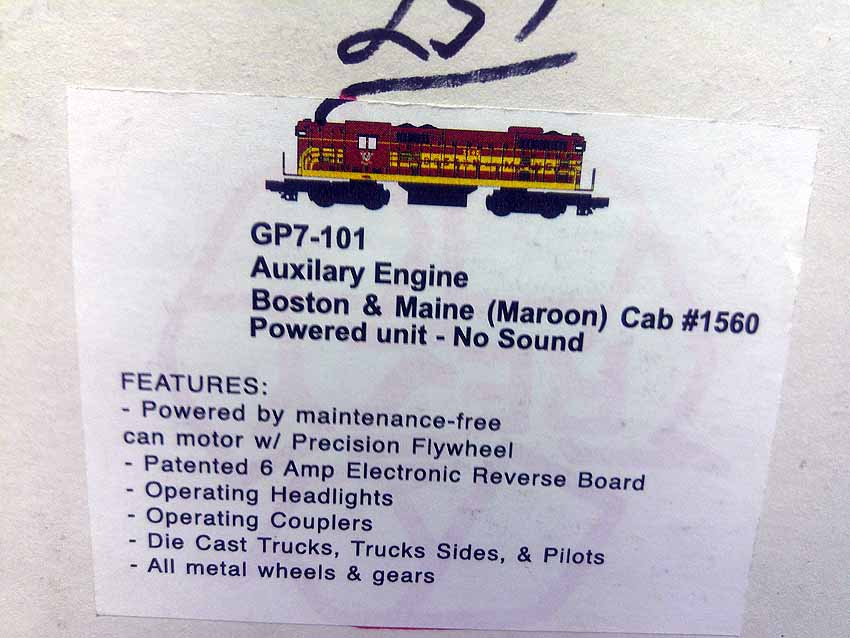 GP7-101
Auxilary Engine
Boston & Maine (Maroon) Cab #1560
Powered unit - No Sound
FEATURES:
- Powered by maintenance-free
can motor w/ Precision Flywheel
- Patented 6 Amp Electronic Reverse Board
- Operating Headlights
- Operating Couplers
- Die Cast Trucks, Trucks Sides, & Pilots
- All metal wheels & gears